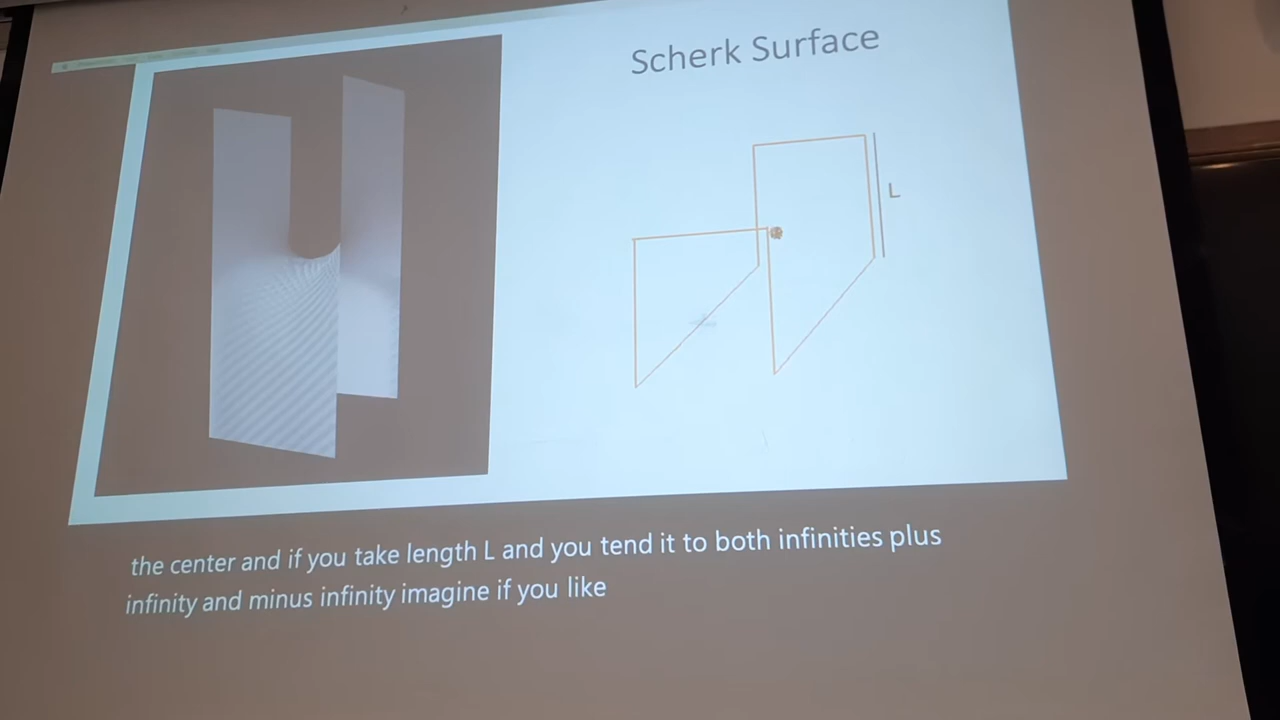 Scherk Surface
L
the center and if you take length L and you tend it to both infinities plus
infinity and minus infinity imagine if you like